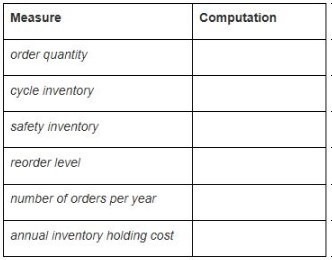 Measure Computation
order quantity
cycle inventory
safety inventory
reorder level
number of orders per year
annual inventory holding cost